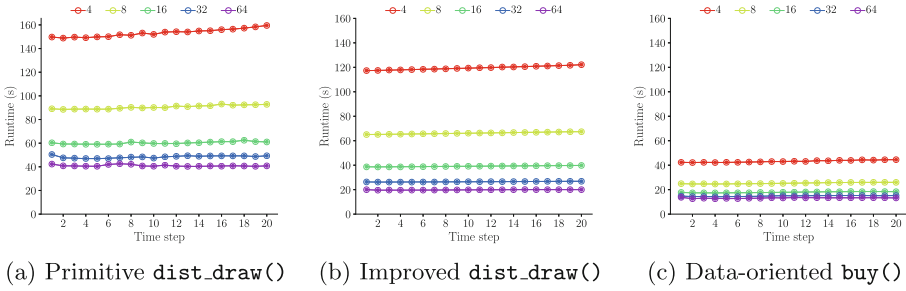 4 8 16 32 64
160
140
120
100
80
60
40
20
0
Runtime (s)
2 4 6 8 10 12 14 16 18 20
Time step
(a) Primitive dist_draw()
4 8 16 32 64
160
140
120
100
80
60
40
20
0
Runtime (s)
2 4 6 8 10 12 14 16 18 20
Time step
(b) Improved dist_draw()
4 8 16 32 64
160
140
120
100
80
60
40
20
0
Runtime (s)
2 4 6 8 10 12 14 16 18 20
Time step
(c) Data-oriented buy()